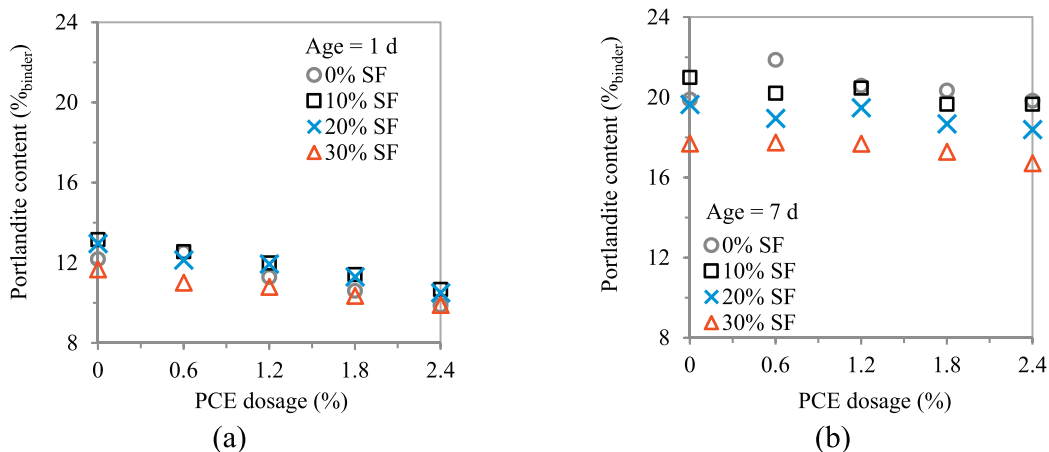 24
20
16
12
8
Portlandite content (%binder)
Age = 1 d
0% SF
10% SF
20% SF
30% SF
0 0.6 1.2 1.8 2.4
PCE dosage (%)
(a)
24
20
16
12
8
Portlandite content (%binder)
Age = 7 d
0% SF
10% SF
20% SF
30% SF
0 0.6 1.2 1.8 2.4
PCE dosage (%)
(b)